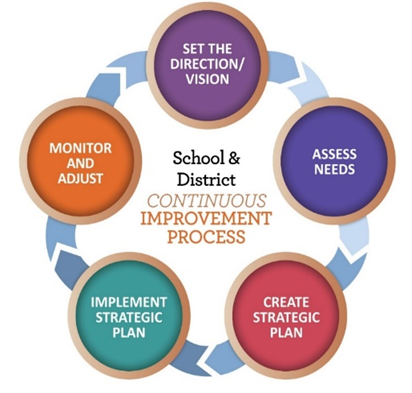 SET THE
DIRECTION/
VISION
ASSESS
NEEDS
CREATE
STRATEGIC
PLAN
IMPLEMENT
STRATEGIC
PLAN
MONITOR
AND
ADJUST
School &
District
CONTINUOUS
IMPROVEMENT
PROCESS